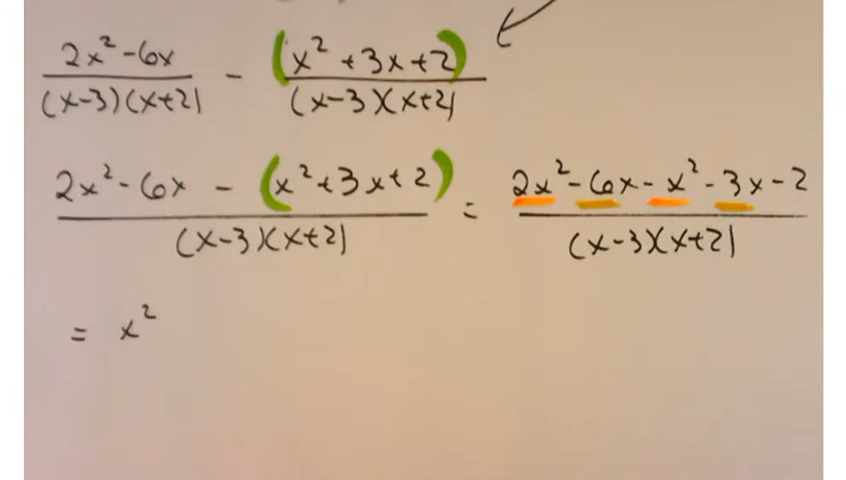 2x² - 6x / (x-3)(x+2) - (x² + 3x + 2) / (x-3)(x+2)
2x² - 6x - (x² + 3x + 2) / (x-3)(x+2) = 2x² - 6x - x² - 3x - 2 / (x-3)(x+2)
= x²